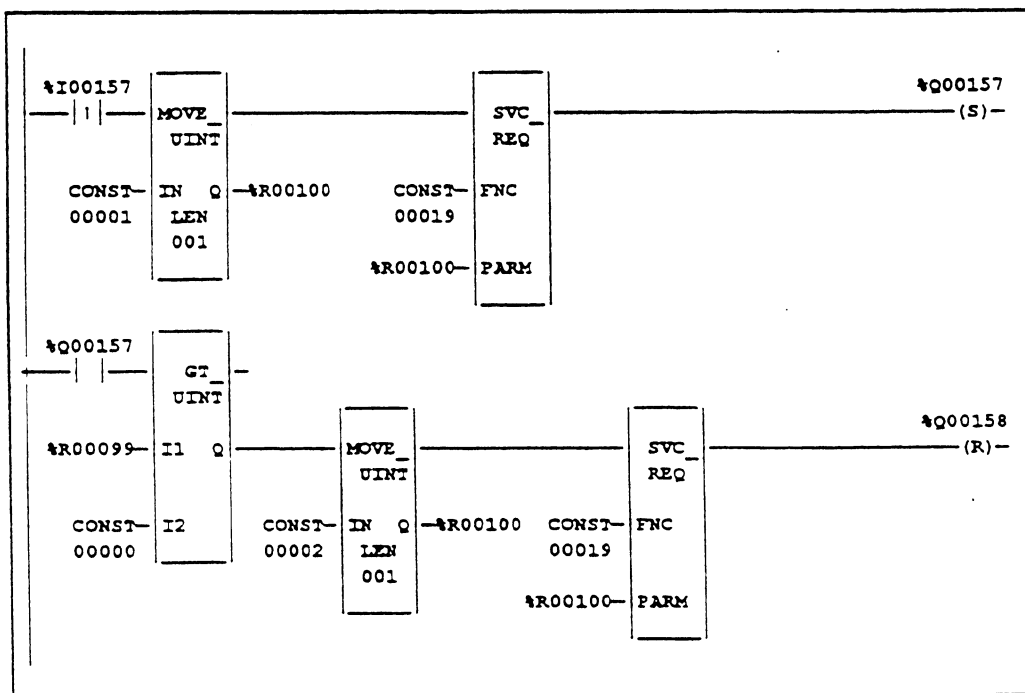 %I00157 %Q00157
|↑| MOVE_ SVC_ (S)
UINT REQ
CONST IN Q %R00100 CONST FNC
00001 LEN 00019
001
%R00100 PARM
%Q00157
GT_
UINT
%Q00158
%R00099 I1 Q MOVE_ SVC_ (R)
UINT REQ
CONST I2 CONST IN Q %R00100 CONST FNC
00000 00002 LEN 00019
001
%R00100 PARM